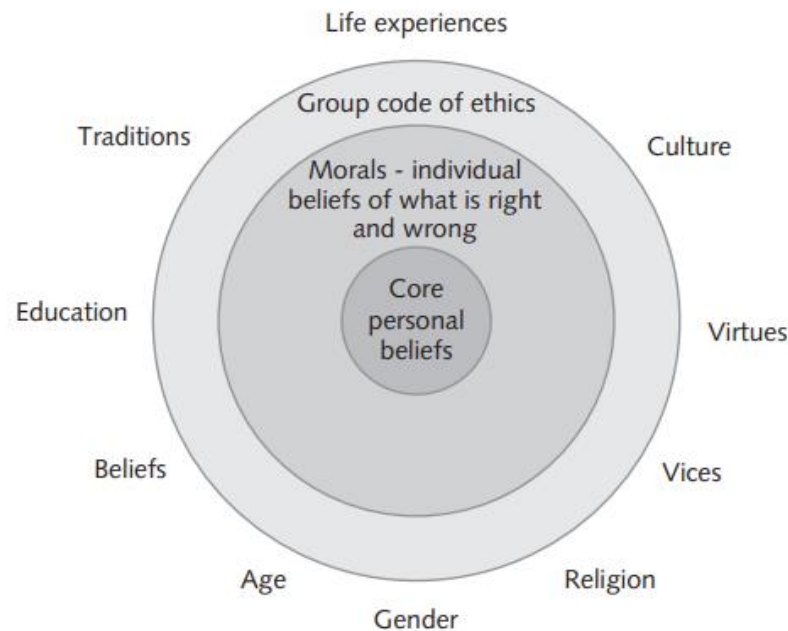 Life experiences
Group code of ethics
Traditions
Culture
Morals - individual
beliefs of what is right
and wrong
Core
personal
beliefs
Education
Virtues
Beliefs
Vices
Age
Religion
Gender